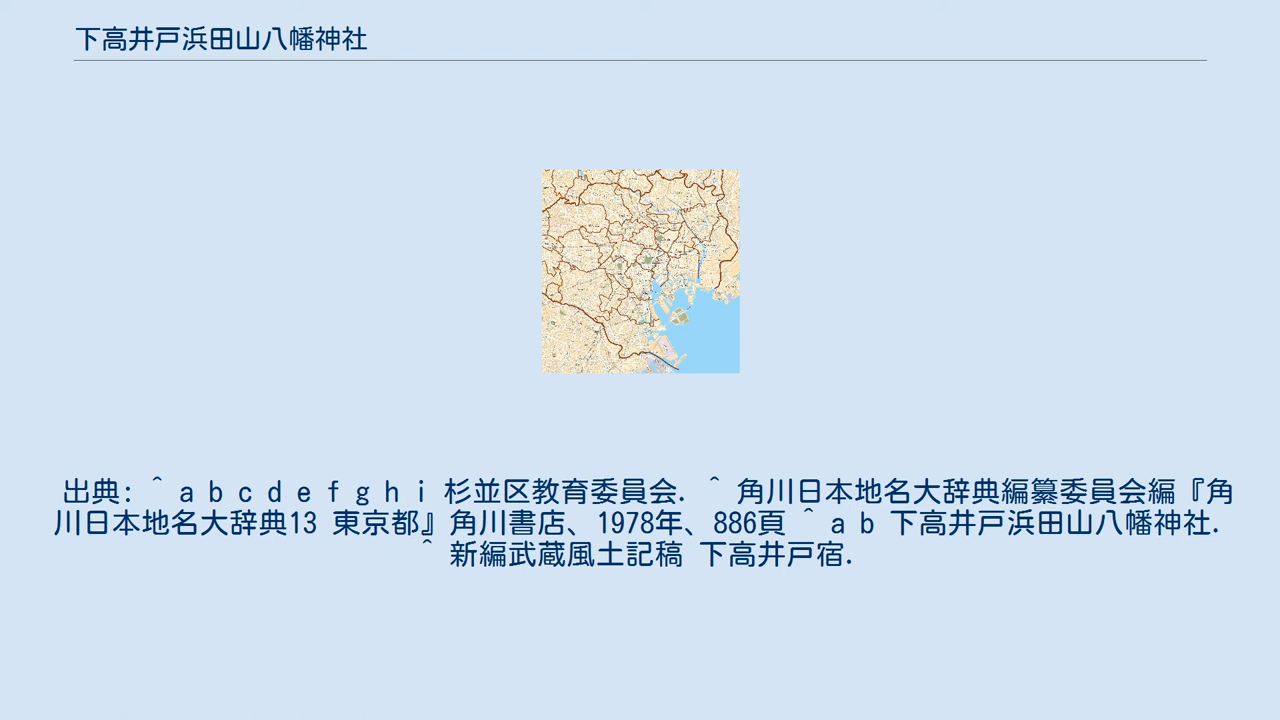 下高井戸浜田山八幡神社
出典: ^ a b c d e f g h i 杉並区教育委員会. ^ 角川日本地名大辞典編纂委員会編『角
川日本地名大辞典13 東京都』角川書店、1978年、886頁 ^ a b 下高井戸浜田山八幡神社.
^ 新編武蔵風土記稿 下高井戸宿.